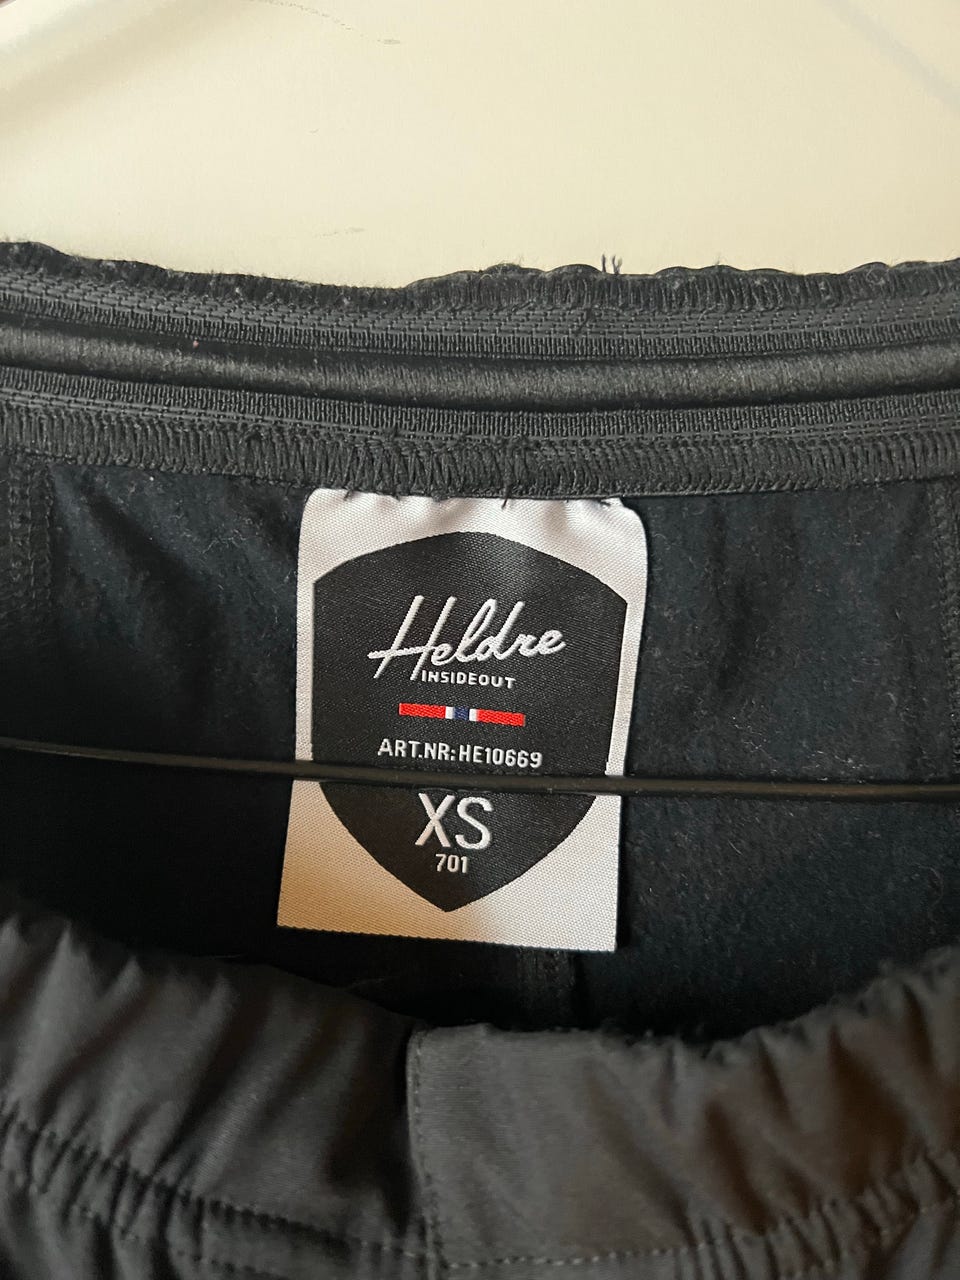 Heldre
INSIDEOUT
ART.NR:HE10669
XS
701